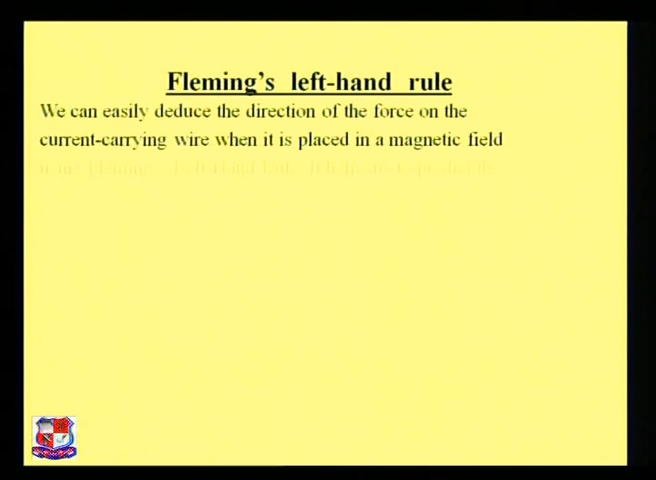 Fleming's left-hand rule
We can easily deduce the direction of the force on the
current-carrying wire when it is placed in a magnetic field